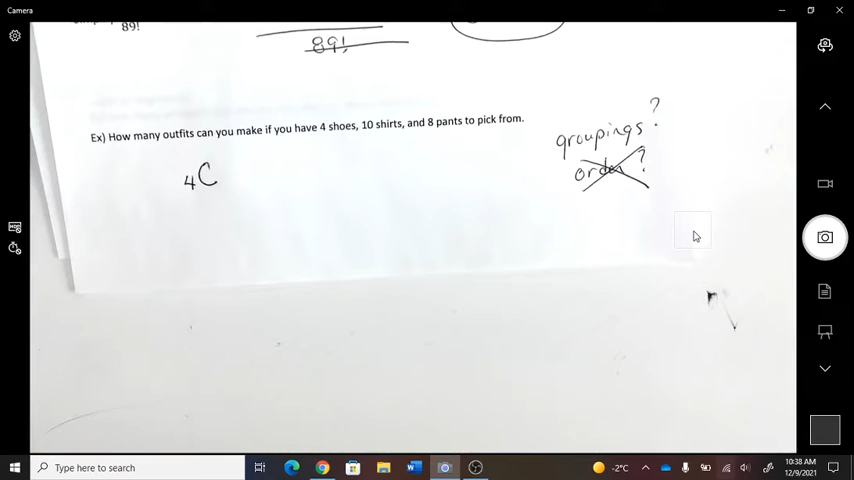 Camera
89!
89!
Ex) How many outfits can you make if you have 4 shoes, 10 shirts, and 8 pants to pick from.
groupings ?
order ?
4C
Type here to search
-2°C
10:38 AM
12/9/2021